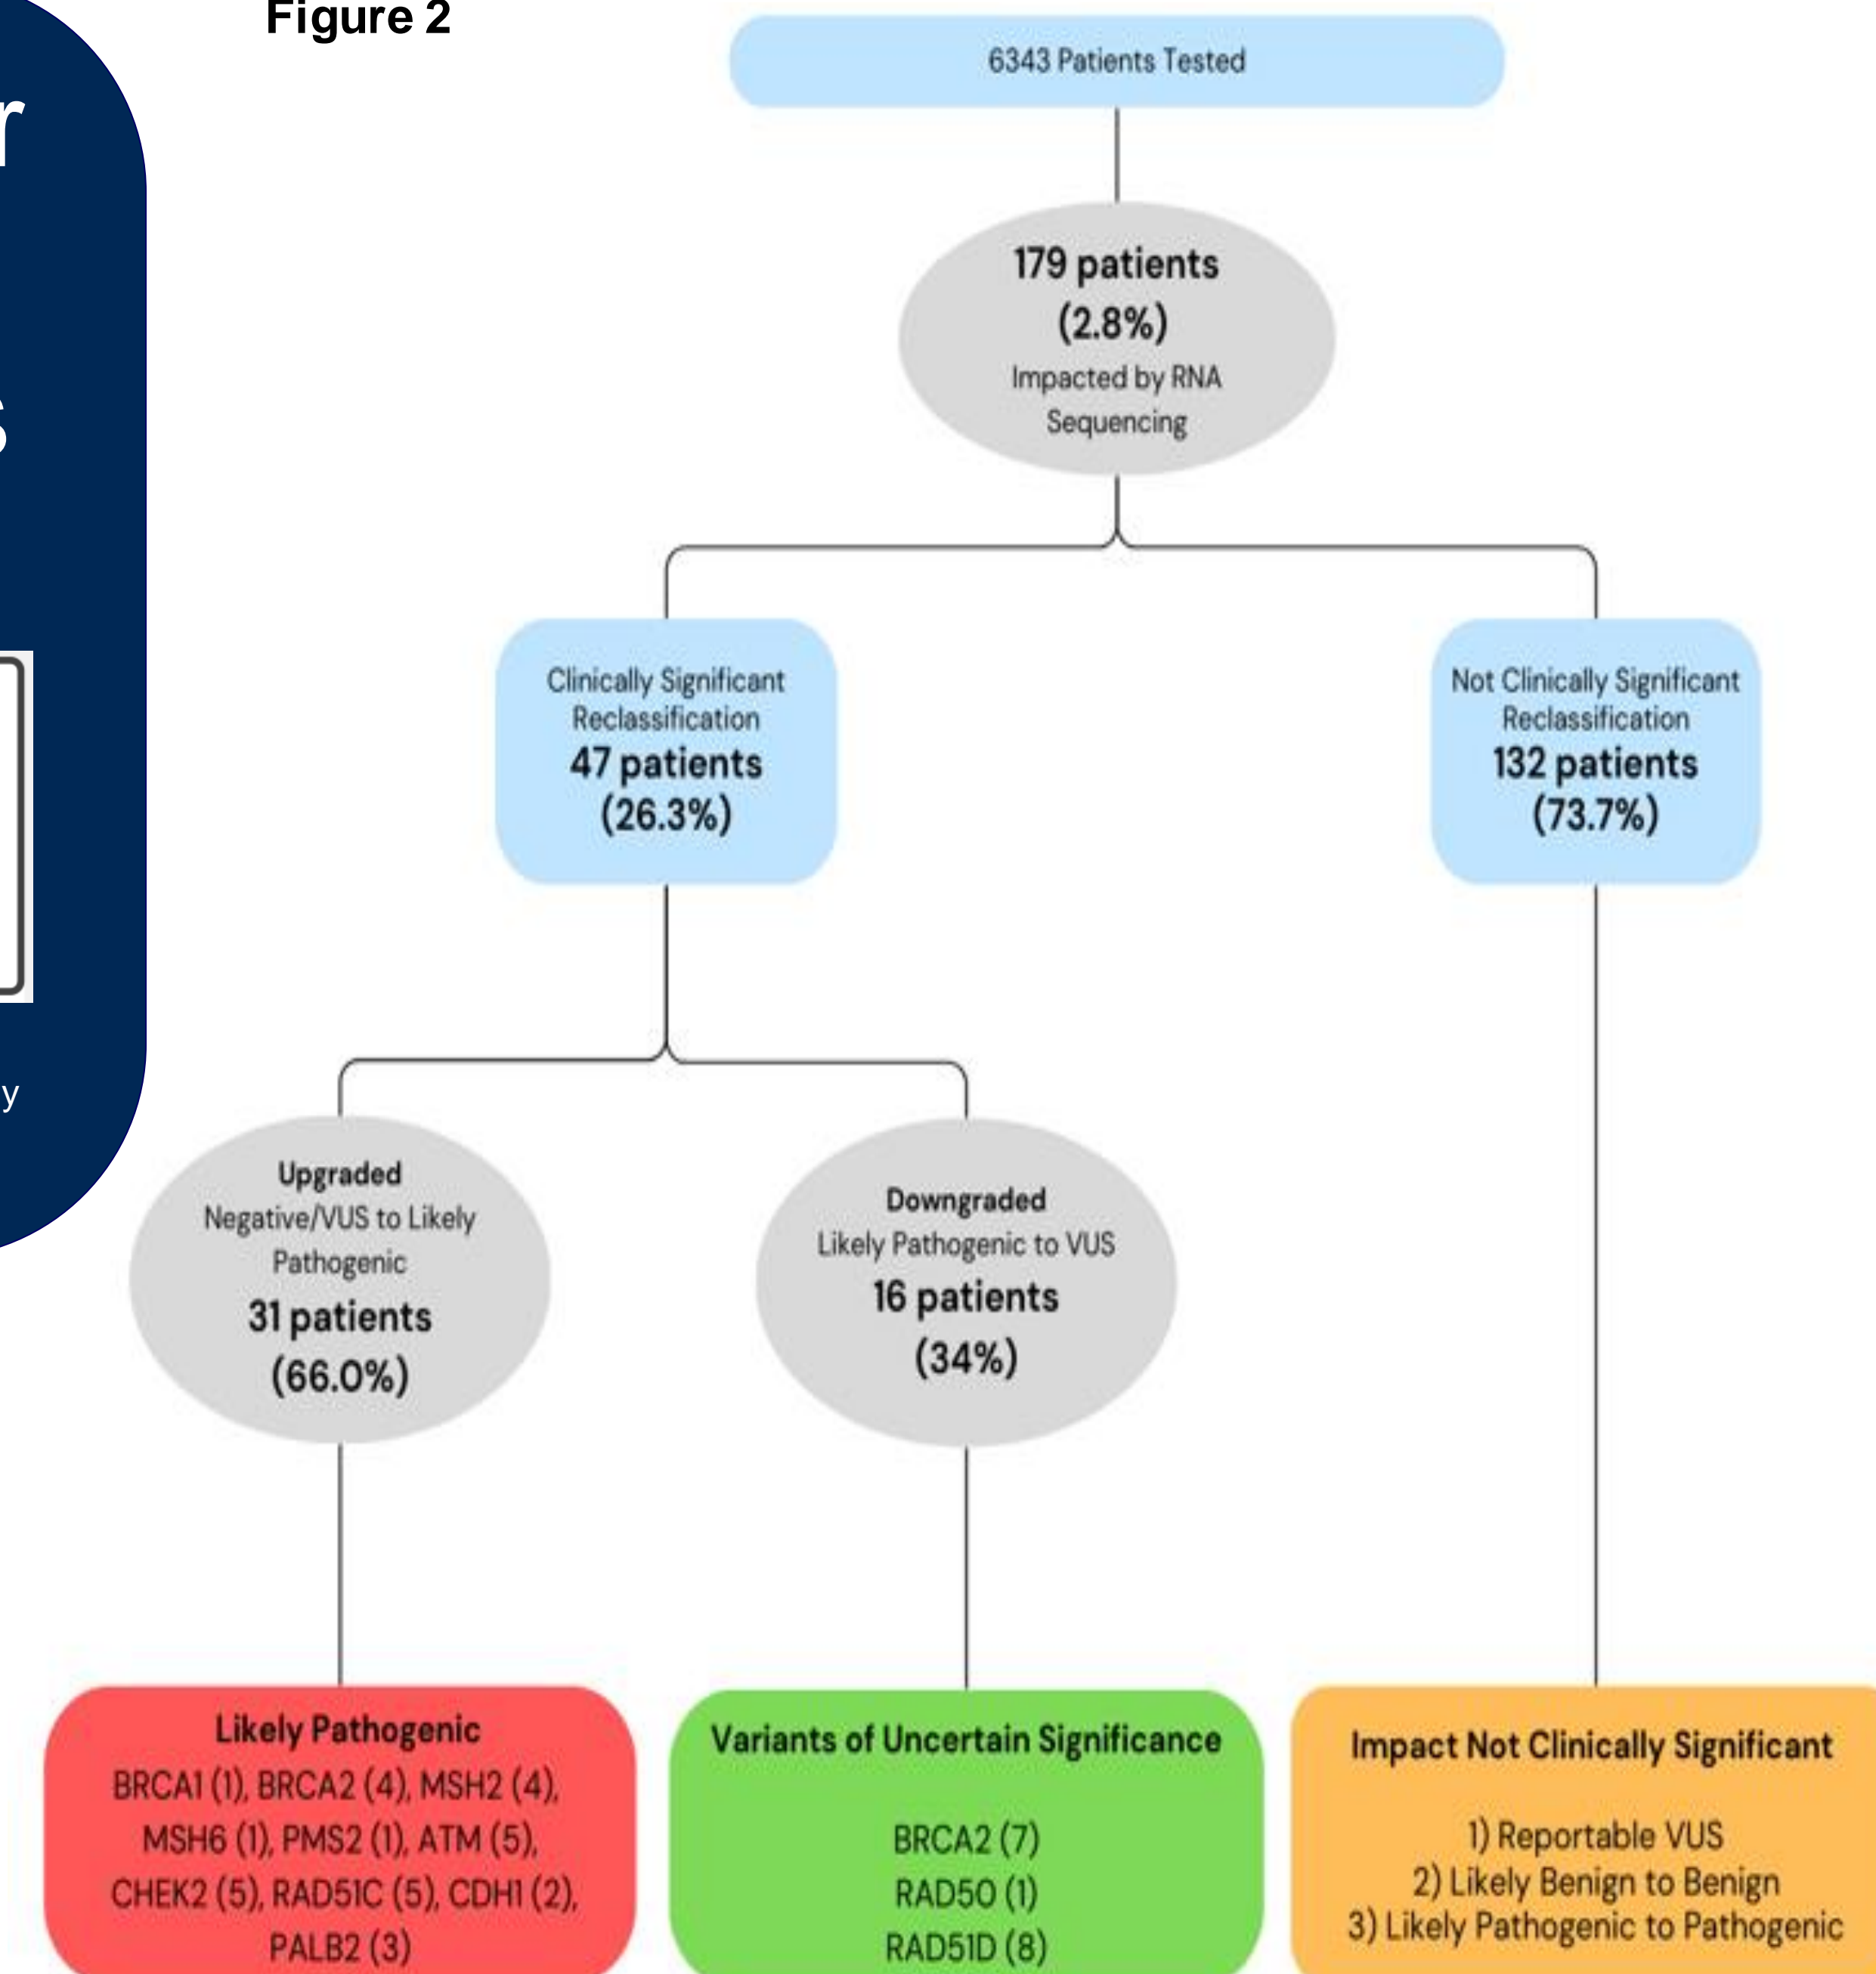 Figure 2
r
s
y
6343 Patients Tested
179 patients
(2.8%)
Impacted by RNA
Sequencing
Clinically Significant
Reclassification
47 patients
(26.3%)
Not Clinically Significant
Reclassification
132 patients
(73.7%)
Upgraded
Negative/VUS to Likely
Pathogenic
31 patients
(66.0%)
Downgraded
Likely Pathogenic to VUS
16 patients
(34%)
Likely Pathogenic
BRCA1 (1), BRCA2 (4), MSH2 (4),
MSH6 (1), PMS2 (1), ATM (5),
CHEK2 (5), RAD51C (5), CDH1 (2),
PALB2 (3)
Variants of Uncertain Significance
BRCA2 (7)
RAD50 (1)
RAD51D (8)
Impact Not Clinically Significant
1) Reportable VUS
2) Likely Benign to Benign
3) Likely Pathogenic to Pathogenic